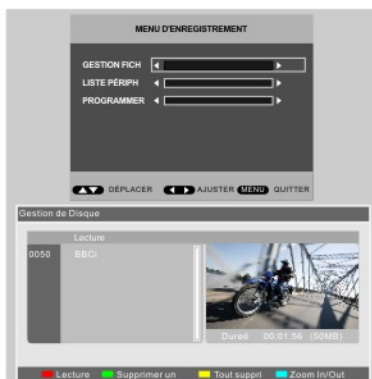 MENU D'ENREGISTREMENT
GESTION FICH
LISTE PÉRIPH
PROGRAMMER
DÉPLACER AJUSTER MENU QUITTER
Gestion de Disque
Lecture
0050 BBCi
Dureé 00:01:56 (50MB)
Lecture Supprimer un Tout suppri Zoom In/Out